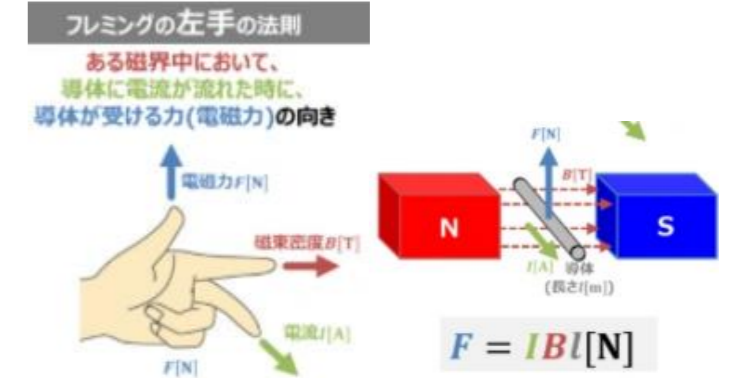 フレミングの左手の法則
ある磁界中において、
導体に電流が流れた時に、
導体が受ける力(電磁力)の向き
電磁力F[N]
磁束密度B[T]
電流I[A]
F[N]
F[N]
B[T]
N
S
I[A]
導体
(長さl[m])
F = IBl[N]